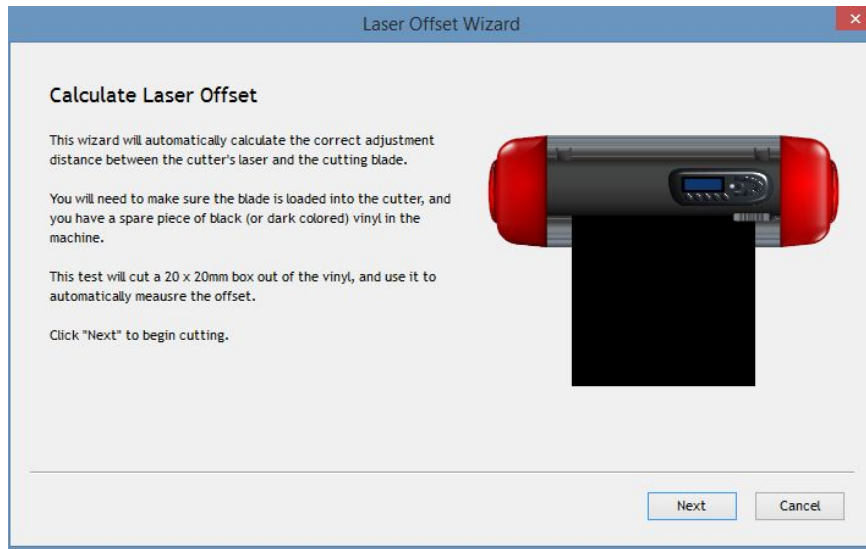 Laser Offset Wizard
Calculate Laser Offset
This wizard will automatically calculate the correct adjustment
distance between the cutter's laser and the cutting blade.
You will need to make sure the blade is loaded into the cutter, and
you have a spare piece of black (or dark colored) vinyl in the
machine.
This test will cut a 20 x 20mm box out of the vinyl, and use it to
automatically meausre the offset.
Click "Next" to begin cutting.
Next
Cancel